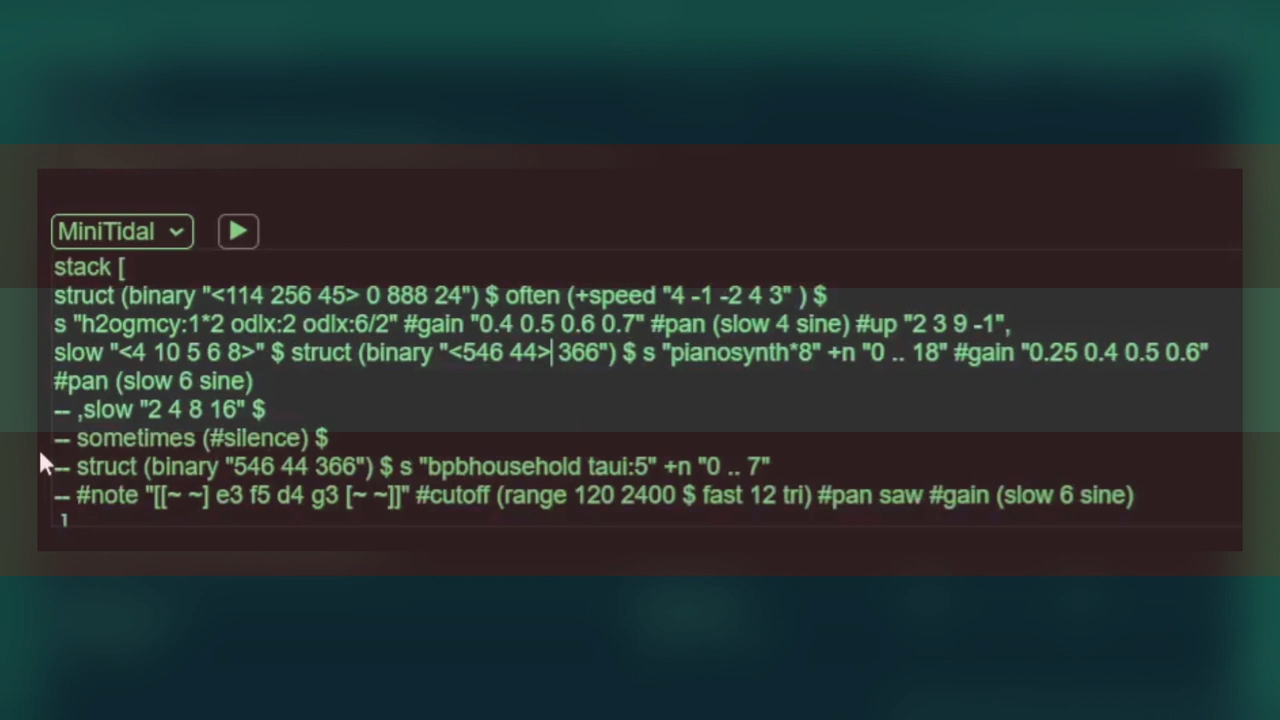 MiniTidal
stack [
struct (binary "<114 256 45> 0 888 24") $ often (+speed "4 -1 -2 4 3" ) $
s "h2ogmcy:1*2 odlx:2 odlx:6/2" #gain "0.4 0.5 0.6 0.7" #pan (slow 4 sine) #up "2 3 9 -1",
slow "<4 10 5 6 8>" $ struct (binary "<546 44> 366") $ s "pianosynth*8" +n "0 .. 18" #gain "0.25 0.4 0.5 0.6"
#pan (slow 6 sine)
-- ,slow "2 4 8 16" $
-- sometimes (#silence) $
-- struct (binary "546 44 366") $ s "bpbhousehold taui:5" +n "0 .. 7"
-- #note "[[~ ~] e3 f5 d4 g3 [~ ~]]" #cutoff (range 120 2400 $ fast 12 tri) #pan saw #gain (slow 6 sine)
]